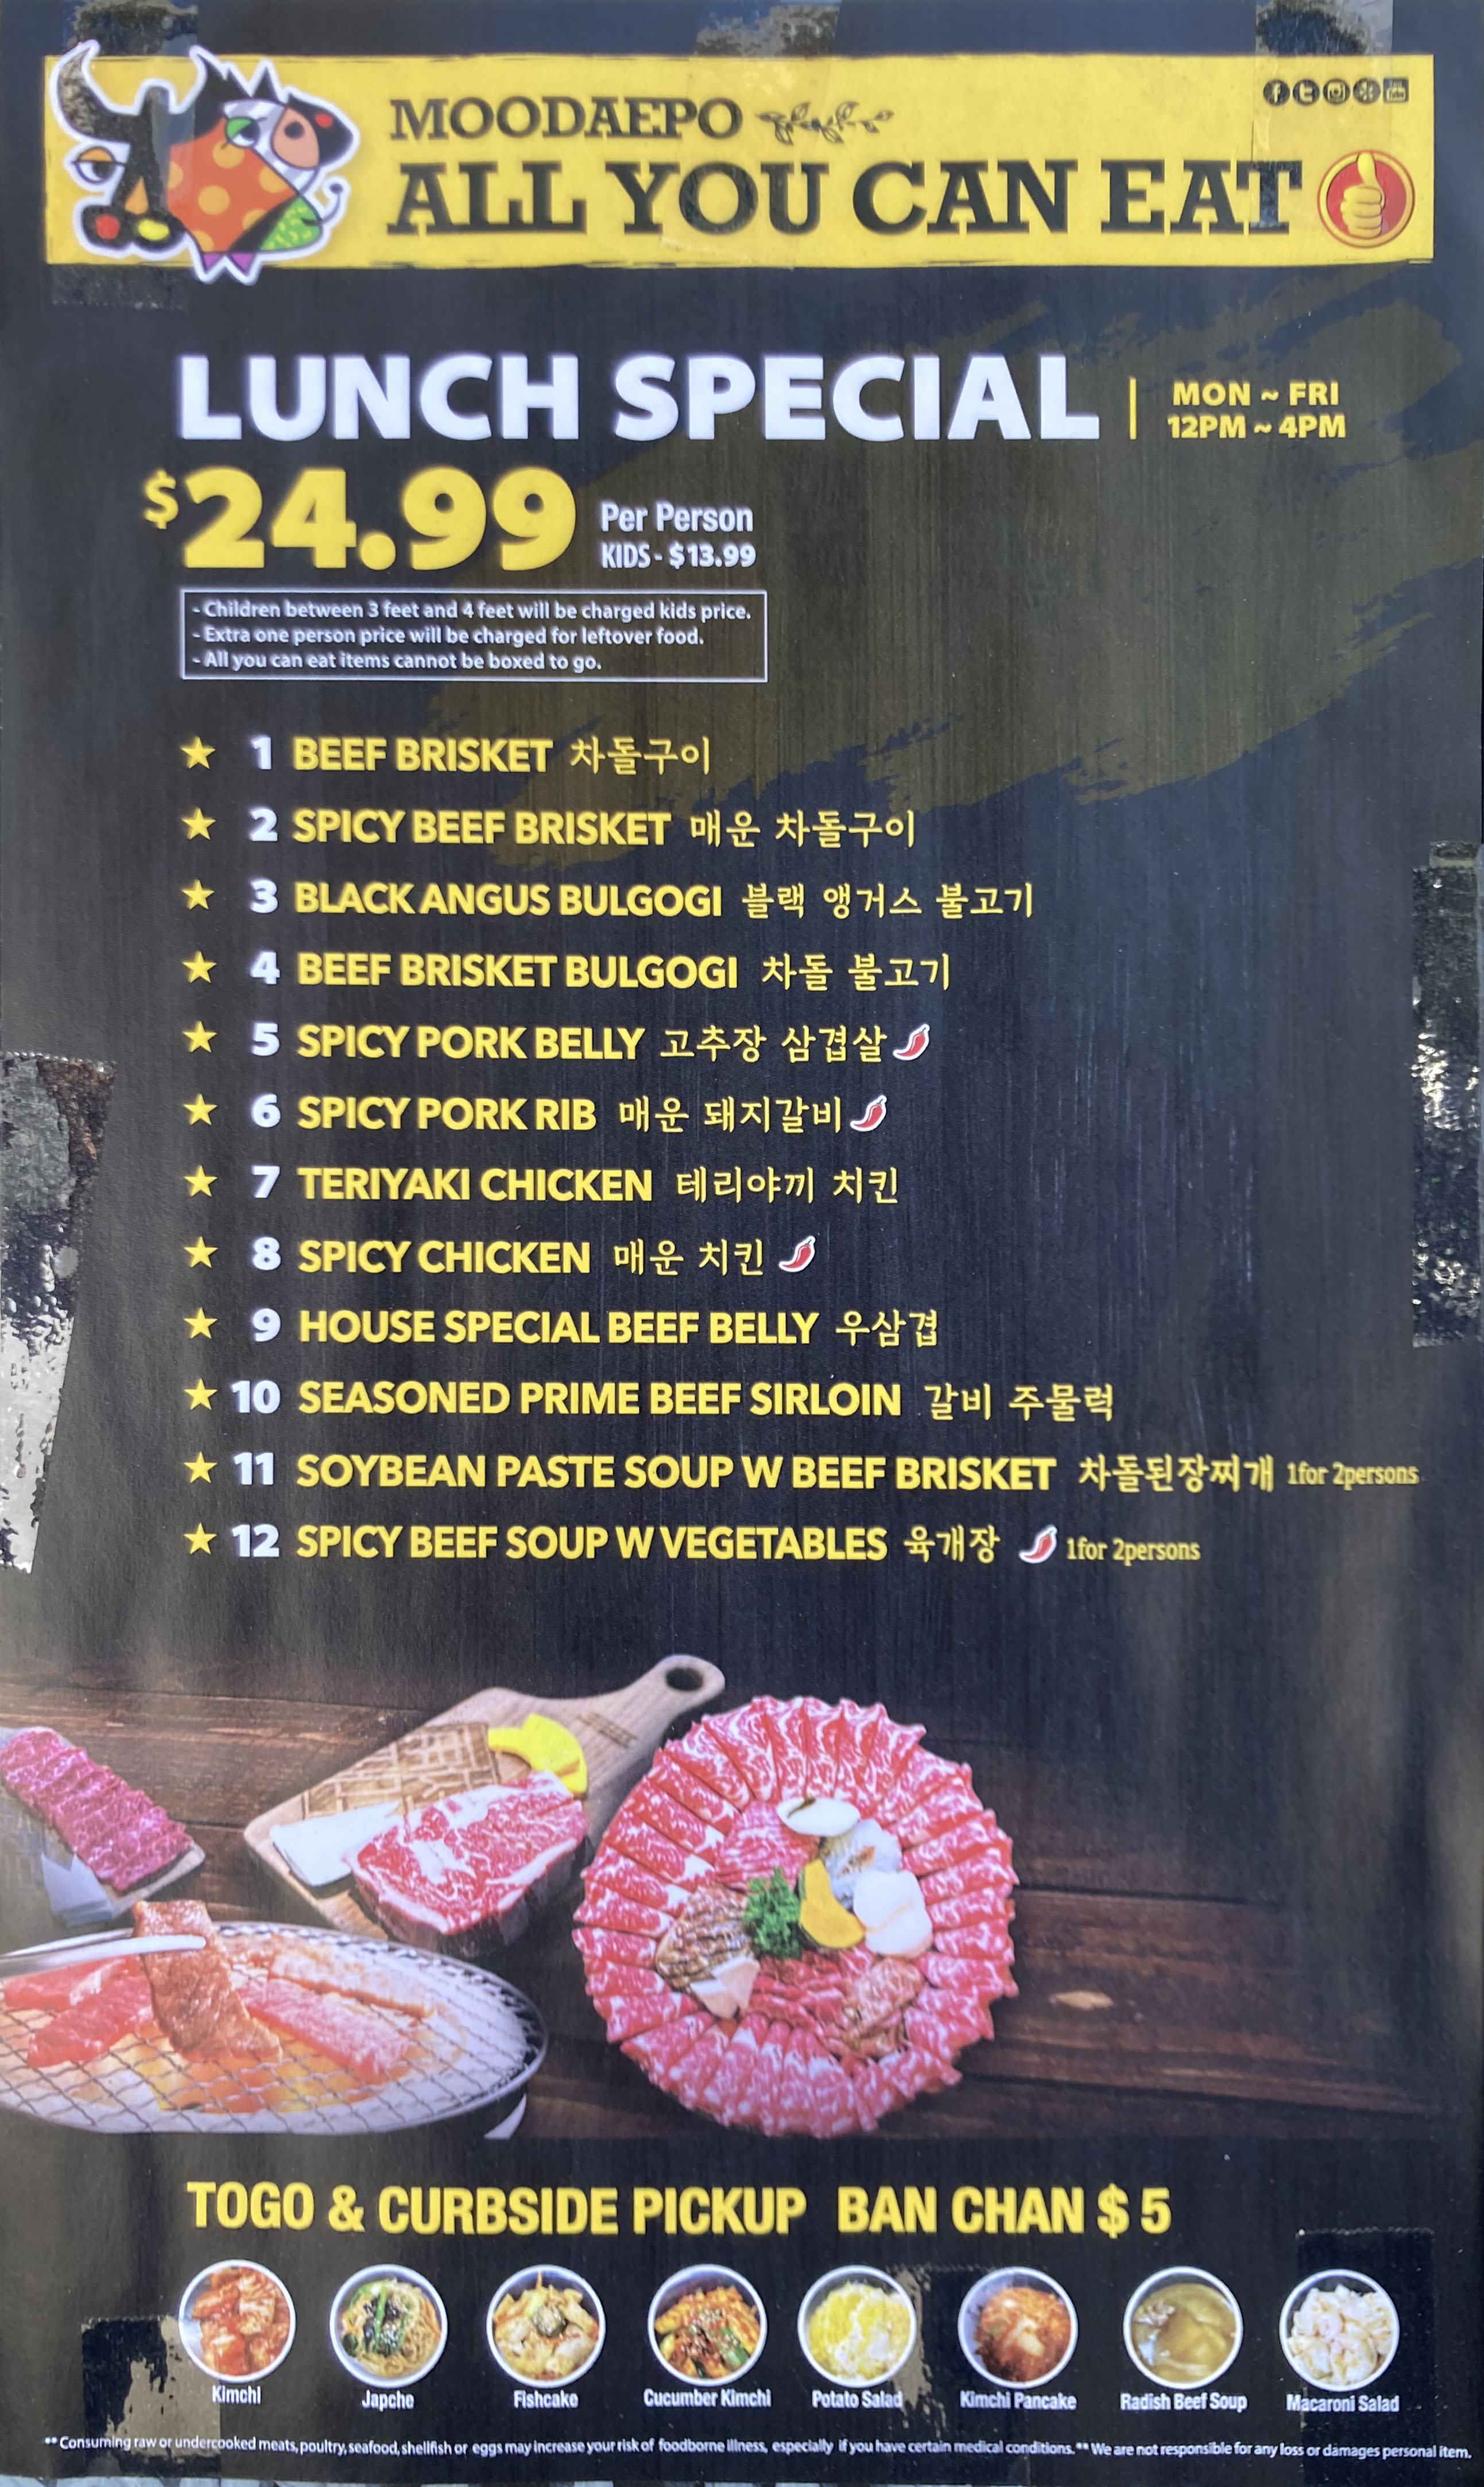 MOODAEPO
ALL YOU CAN EAT
LUNCH SPECIAL
MON ~ FRI
12PM ~ 4PM
$24.99
Per Person
KIDS - $13.99
- Children between 3 feet and 4 feet will be charged kids price.
- Extra one person price will be charged for leftover food.
- All you can eat items cannot be boxed to go.
★ 1 BEEF BRISKET 차돌구이
★ 2 SPICY BEEF BRISKET 매운 차돌구이
★ 3 BLACK ANGUS BULGOGI 블랙 앵거스 불고기
★ 4 BEEF BRISKET BULGOGI 차돌 불고기
★ 5 SPICY PORK BELLY 고추장 삼겹살
★ 6 SPICY PORK RIB 매운 돼지갈비
★ 7 TERIYAKI CHICKEN 테리야끼 치킨
★ 8 SPICY CHICKEN 매운 치킨
★ 9 HOUSE SPECIAL BEEF BELLY 우삼겹
★ 10 SEASONED PRIME BEEF SIRLOIN 갈비 주물럭
★ 11 SOYBEAN PASTE SOUP W BEEF BRISKET 차돌된장찌개 1for 2persons
★ 12 SPICY BEEF SOUP W VEGETABLES 육개장 1for 2persons
TOGO & CURBSIDE PICKUP BAN CHAN $ 5
Kimchi Japche Fishcake Cucumber Kimchi Potato Salad Kimchi Pancake Radish Beef Soup Macaroni Salad
** Consuming raw or undercooked meats, poultry, seafood, shellfish or eggs may increase your risk of foodborne illness, especially if you have certain medical conditions. ** We are not responsible for any loss or damages personal item.